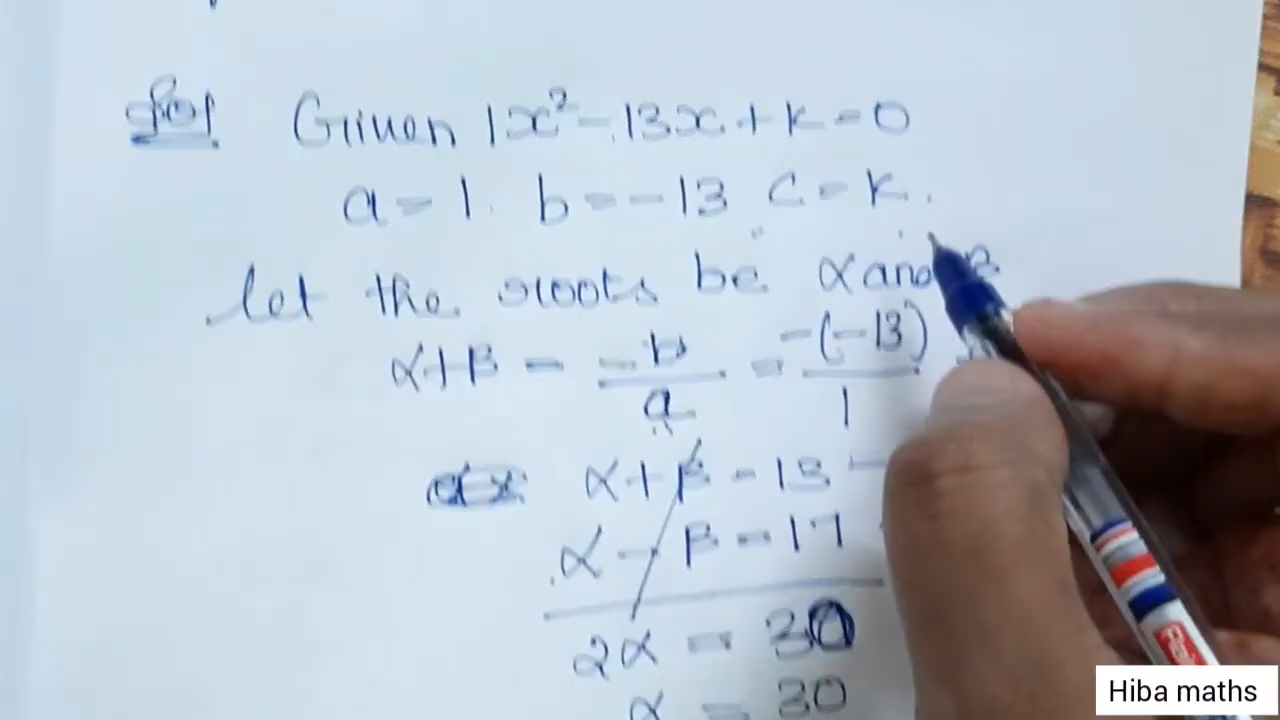 Sol Given 1x² - 13x + k = 0
a = 1. b = -13 c = k.
let the roots be α and β
α+β = -b/a = -(-13)/1
α+β = 13
α - β = 17
2α = 30
α = 30
Hiba maths